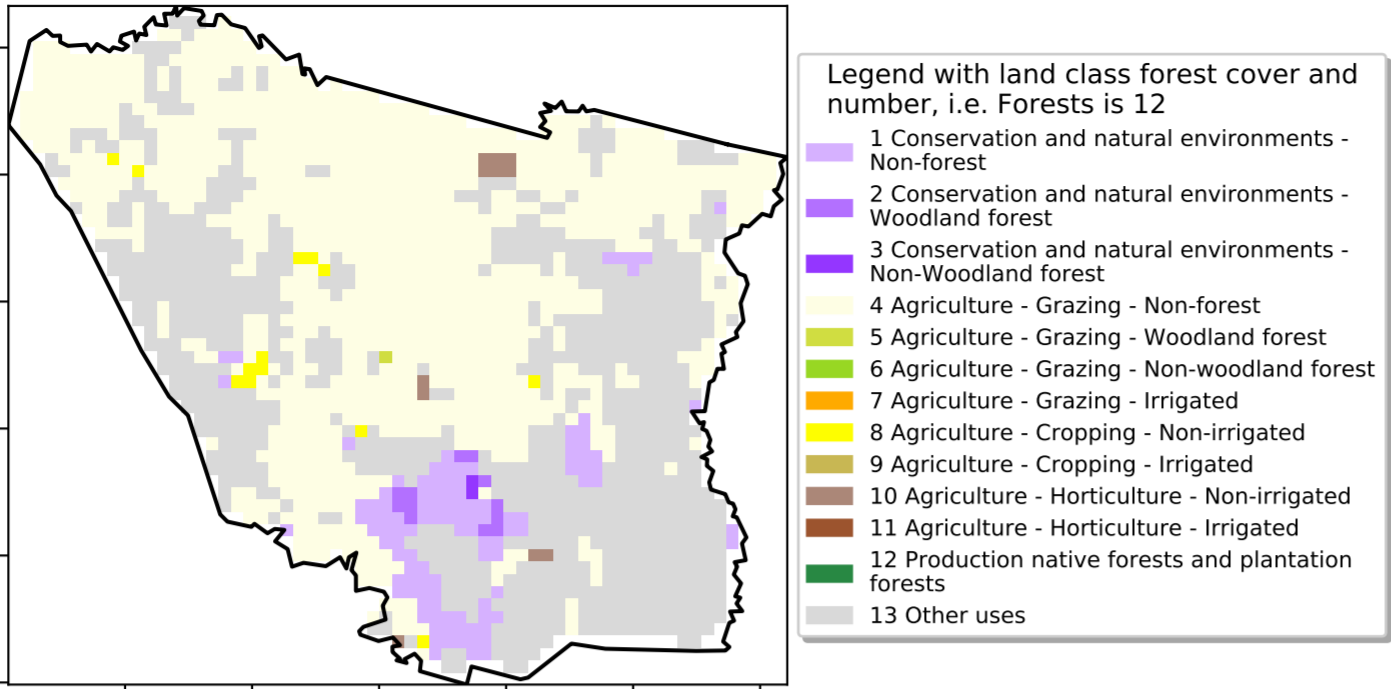 Legend with land class forest cover and
number, i.e. Forests is 12
1 Conservation and natural environments -
Non-forest
2 Conservation and natural environments -
Woodland forest
3 Conservation and natural environments -
Non-Woodland forest
4 Agriculture - Grazing - Non-forest
5 Agriculture - Grazing - Woodland forest
6 Agriculture - Grazing - Non-woodland forest
7 Agriculture - Grazing - Irrigated
8 Agriculture - Cropping - Non-irrigated
9 Agriculture - Cropping - Irrigated
10 Agriculture - Horticulture - Non-irrigated
11 Agriculture - Horticulture - Irrigated
12 Production native forests and plantation
forests
13 Other uses